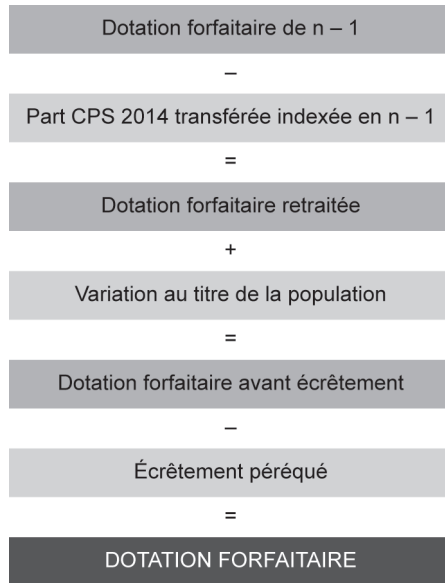 Dotation forfaitaire de n – 1
–
Part CPS 2014 transférée indexée en n – 1
=
Dotation forfaitaire retraitée
+
Variation au titre de la population
=
Dotation forfaitaire avant écrêtement
–
Écrêtement péréqué
=
DOTATION FORFAITAIRE